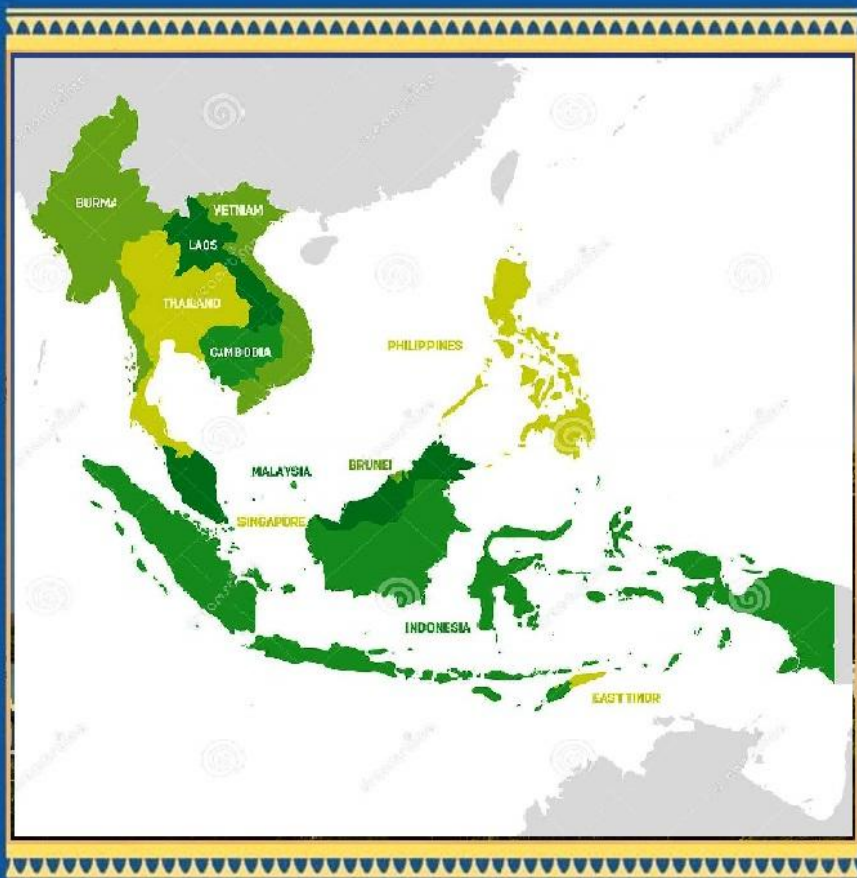 BURMA
VIETNAM
LAOS
THAILAND
CAMBODIA
PHILIPPINES
MALAYSIA
BRUNEI
SINGAPORE
INDONESIA
EAST TIMOR